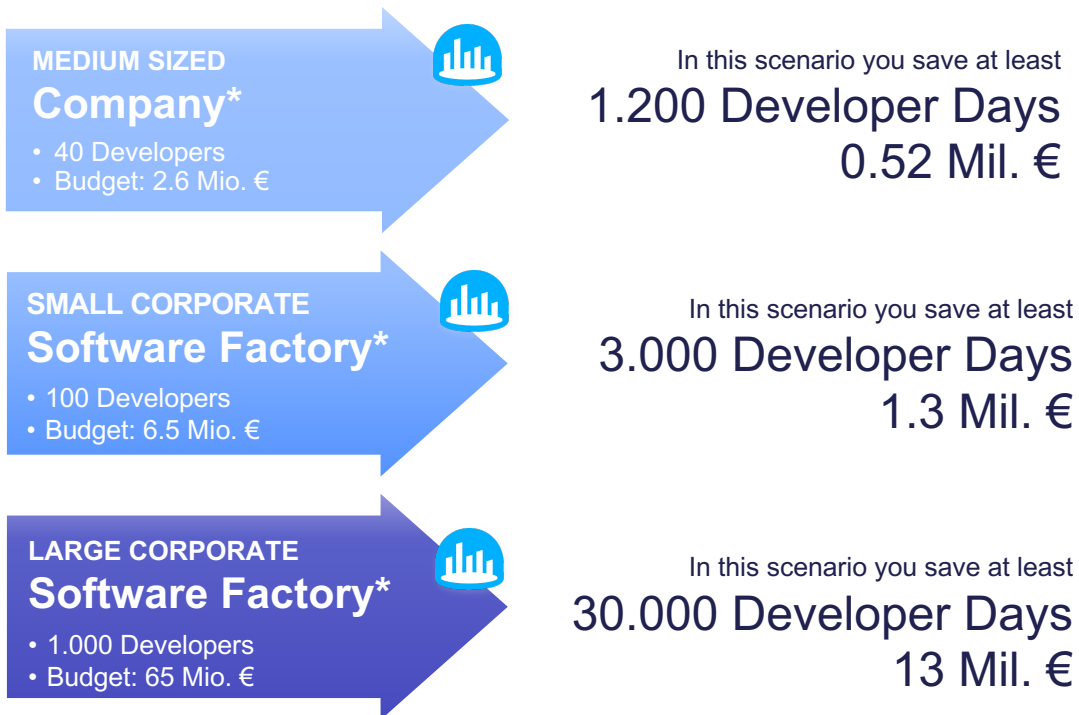 MEDIUM SIZED
Company*
• 40 Developers
• Budget: 2.6 Mio. €
In this scenario you save at least
1.200 Developer Days
0.52 Mil. €
SMALL CORPORATE
Software Factory*
• 100 Developers
• Budget: 6.5 Mio. €
In this scenario you save at least
3.000 Developer Days
1.3 Mil. €
LARGE CORPORATE
Software Factory*
• 1.000 Developers
• Budget: 65 Mio. €
In this scenario you save at least
30.000 Developer Days
13 Mil. €